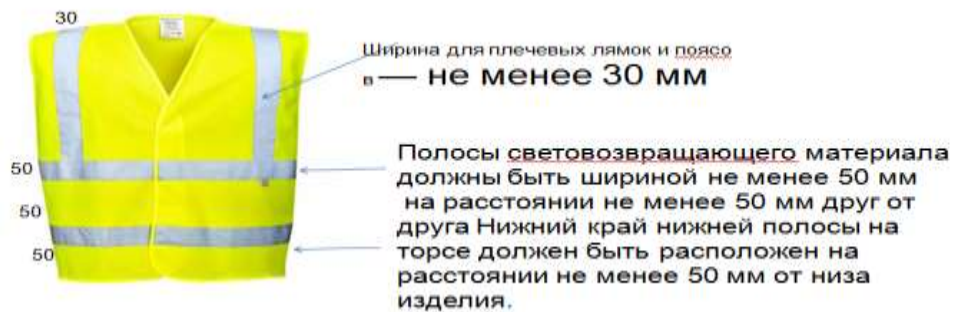 30
Ширина для плечевых лямок и поясо
в — не менее 30 мм
50
50
50
Полосы световозвращающего материала
должны быть шириной не менее 50 мм
на расстоянии не менее 50 мм друг от
друга Нижний край нижней полосы на
торсе должен быть расположен на
расстоянии не менее 50 мм от низа
изделия.